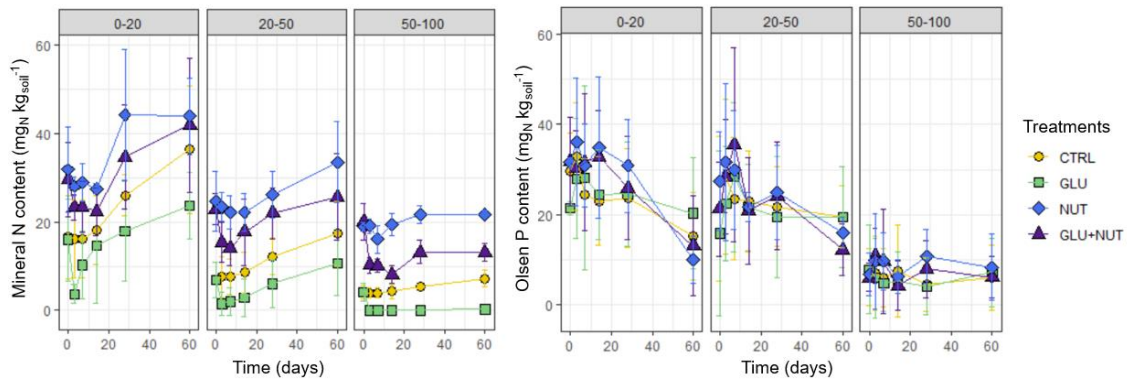 0-20 20-50 50-100
Mineral N content (mgN kgsoil-1)
60
40
20
0
0 20 40 60 0 20 40 60 0 20 40 60
Time (days)
0-20 20-50 50-100
Olsen P content (mgN kgsoil-1)
60
40
20
0
0 20 40 60 0 20 40 60 0 20 40 60
Time (days)
Treatments
CTRL
GLU
NUT
GLU+NUT